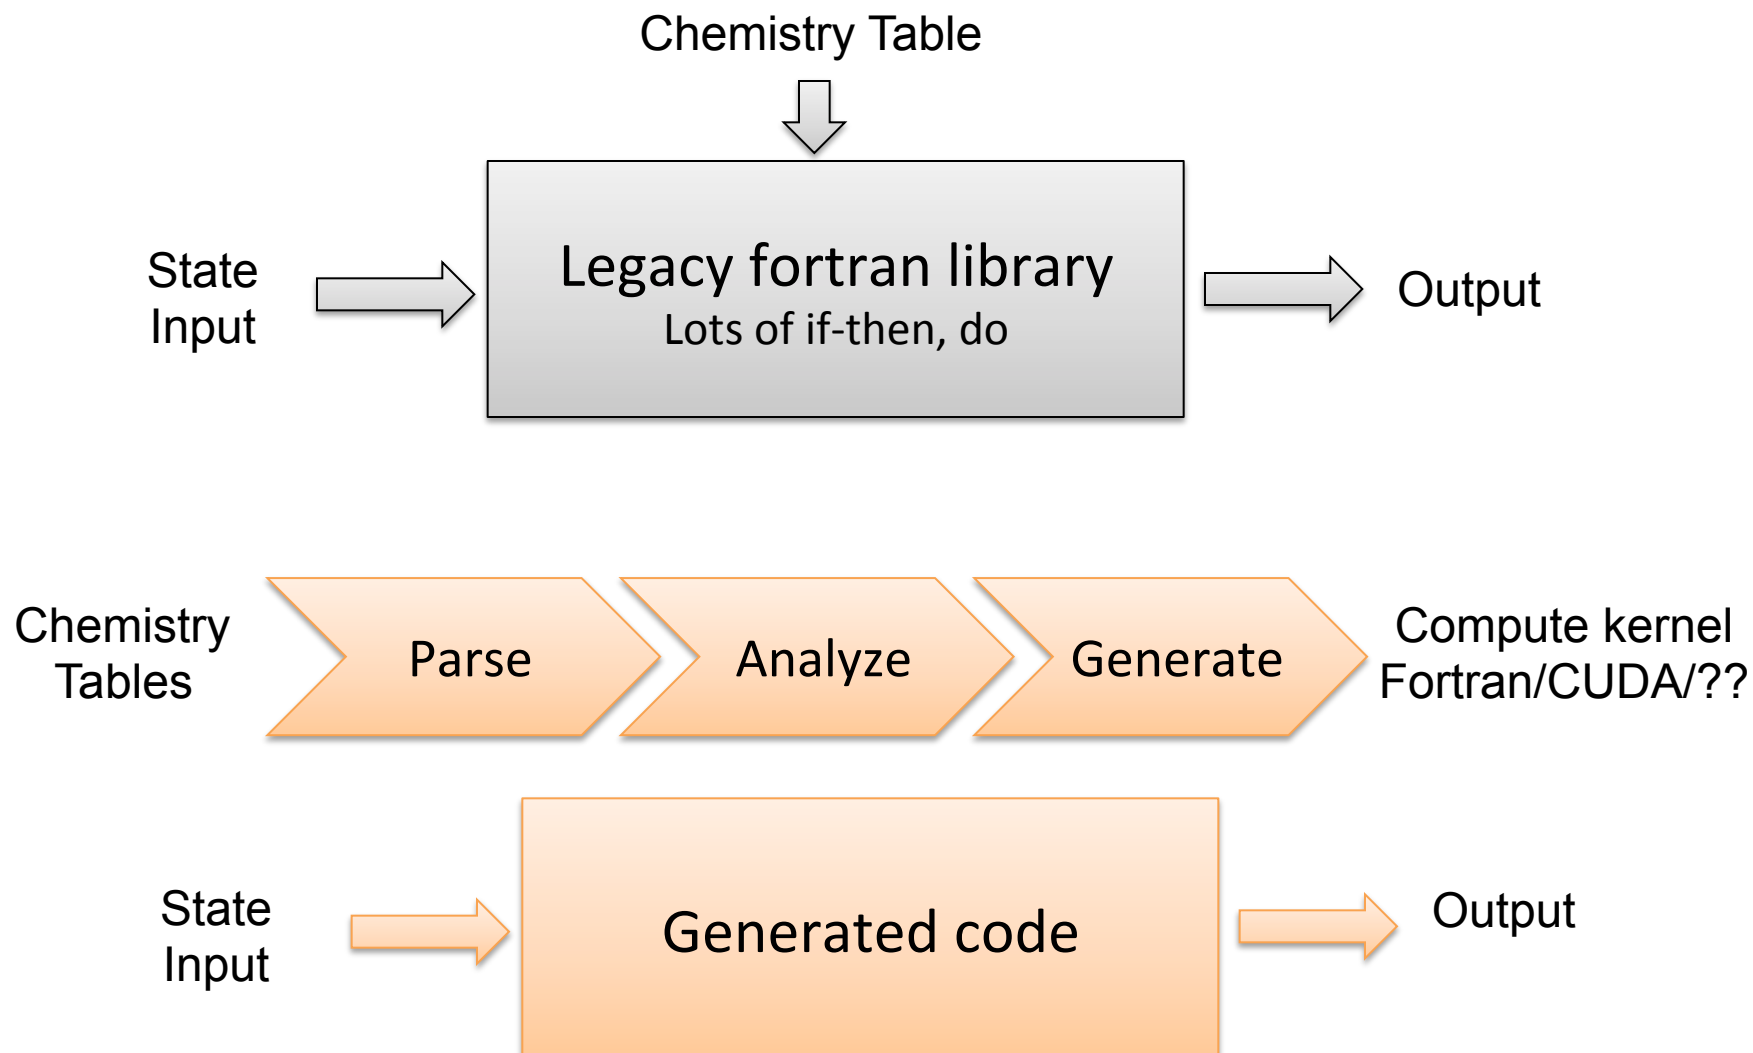 Chemistry Table
State
Input
Legacy fortran library
Lots of if-then, do
Output
Chemistry
Tables
Parse
Analyze
Generate
Compute kernel
Fortran/CUDA/??
State
Input
Generated code
Output